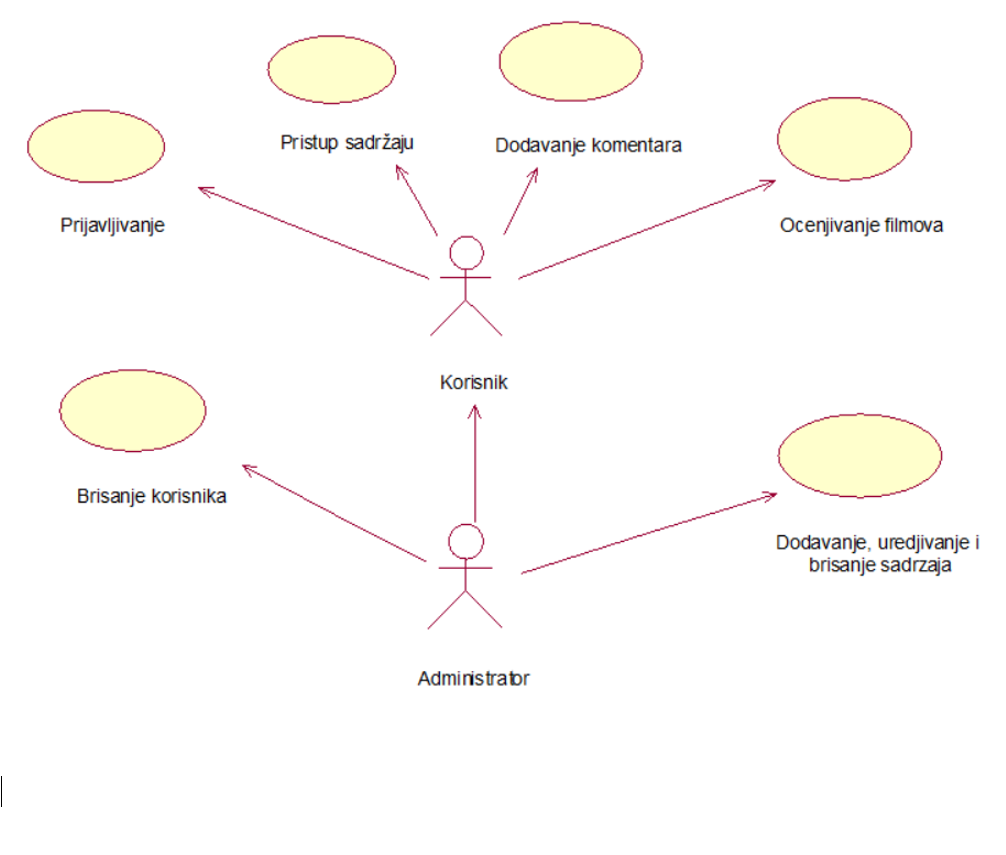 Pristup sadržaju
Dodavanje komentara
Prijavljivanje
Ocenjivanje filmova
Korisnik
Brisanje korisnika
Dodavanje, uredjivanje i
brisanje sadrzaja
Administrator